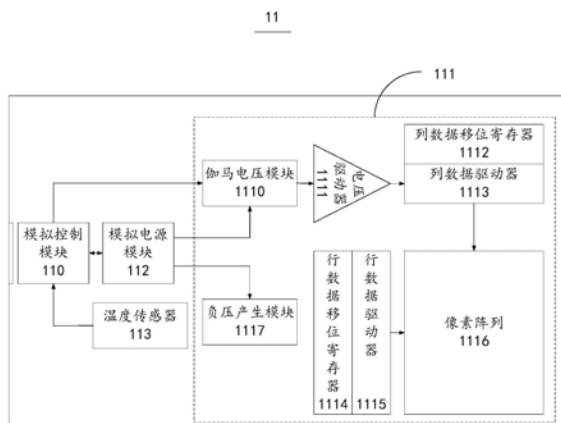 11
111
列数据移位寄存器
1112
列数据驱动器
1113
伽马电压模块
1110
电压
驱动器
1111
模拟控制
模块
110
模拟电源
模块
112
温度传感器
113
负压产生模块
1117
行数据移位寄存器
1114
行数据驱动器
1115
像素阵列
1116